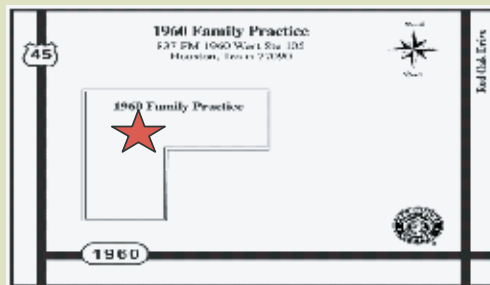 1960 Family Practice
837 FM 1960 West Ste 105
Houston, Texas 77090
45
Red Oak Drive
1960 Family Practice
1960